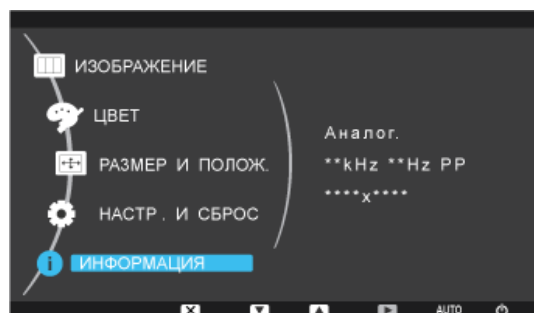 ИЗОБРАЖЕНИЕ
ЦВЕТ
РАЗМЕР И ПОЛОЖ.
НАСТР. И СБРОС
ИНФОРМАЦИЯ
Аналог.
**kHz **Hz PP
****x****
AUTO